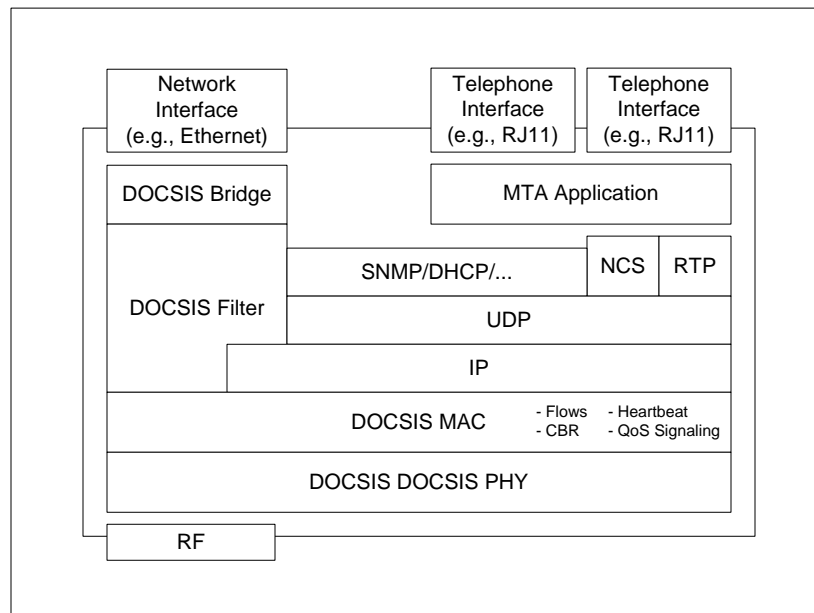 Network
Interface
(e.g., Ethernet)
Telephone
Interface
(e.g., RJ11)
Telephone
Interface
(e.g., RJ11)
DOCSIS Bridge
MTA Application
DOCSIS Filter
SNMP/DHCP/...
NCS
RTP
UDP
IP
DOCSIS MAC
- Flows - Heartbeat
- CBR - QoS Signaling
DOCSIS DOCSIS PHY
RF